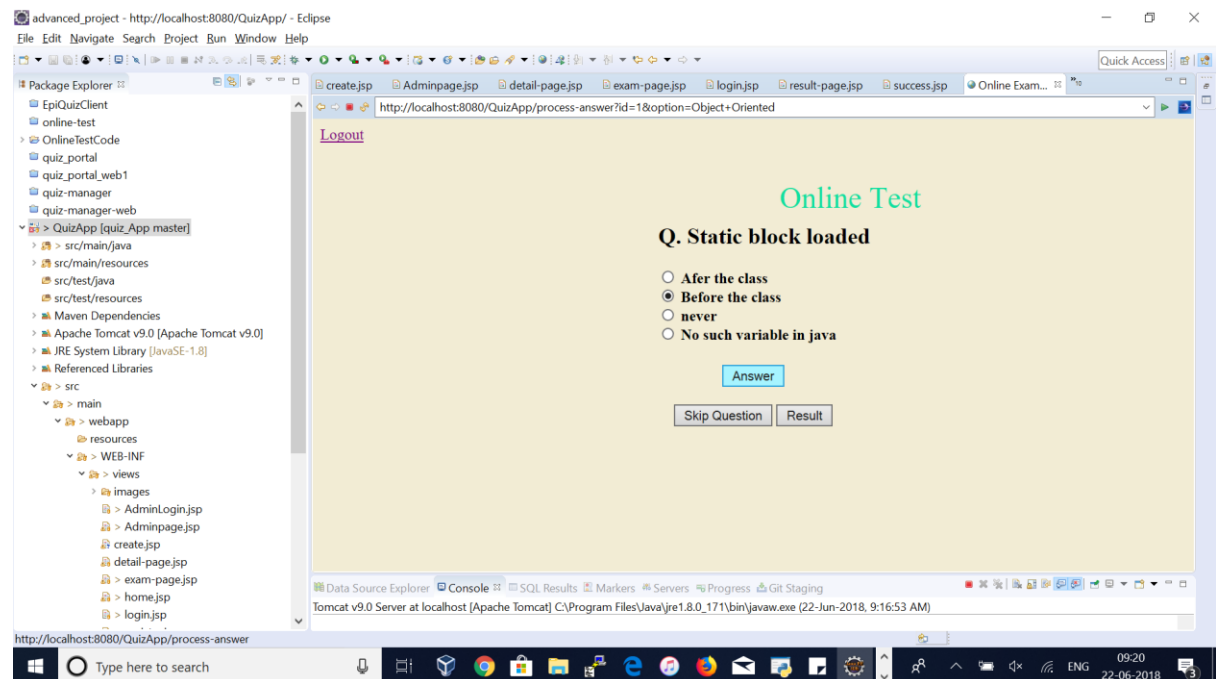 advanced_project - http://localhost:8080/QuizApp/ - Eclipse
File Edit Navigate Search Project Run Window Help
Quick Access
Package Explorer
create.jsp Adminpage.jsp detail-page.jsp exam-page.jsp login.jsp result-page.jsp success.jsp Online Exam...
EpiQuizClient
online-test
OnlineTestCode
quiz_portal
quiz_portal_web1
quiz-manager
quiz-manager-web
> QuizApp [quiz_App master]
> src/main/java
src/main/resources
src/test/java
src/test/resources
Maven Dependencies
Apache Tomcat v9.0 [Apache Tomcat v9.0]
JRE System Library [JavaSE-1.8]
Referenced Libraries
> src
> main
> webapp
resources
> WEB-INF
> views
images
> AdminLogin.jsp
> Adminpage.jsp
create.jsp
detail-page.jsp
> exam-page.jsp
> home.jsp
> login.jsp
http://localhost:8080/QuizApp/process-answer?id=1&option=Object+Oriented
Logout
Online Test
Q. Static block loaded
Afer the class
Before the class
never
No such variable in java
Answer
Skip Question Result
Data Source Explorer Console SQL Results Markers Servers Progress Git Staging
Tomcat v9.0 Server at localhost [Apache Tomcat] C:\Program Files\Java\jre1.8.0_171\bin\javaw.exe (22-Jun-2018, 9:16:53 AM)
http://localhost:8080/QuizApp/process-answer
Type here to search
ENG
09:20
22-06-2018
3